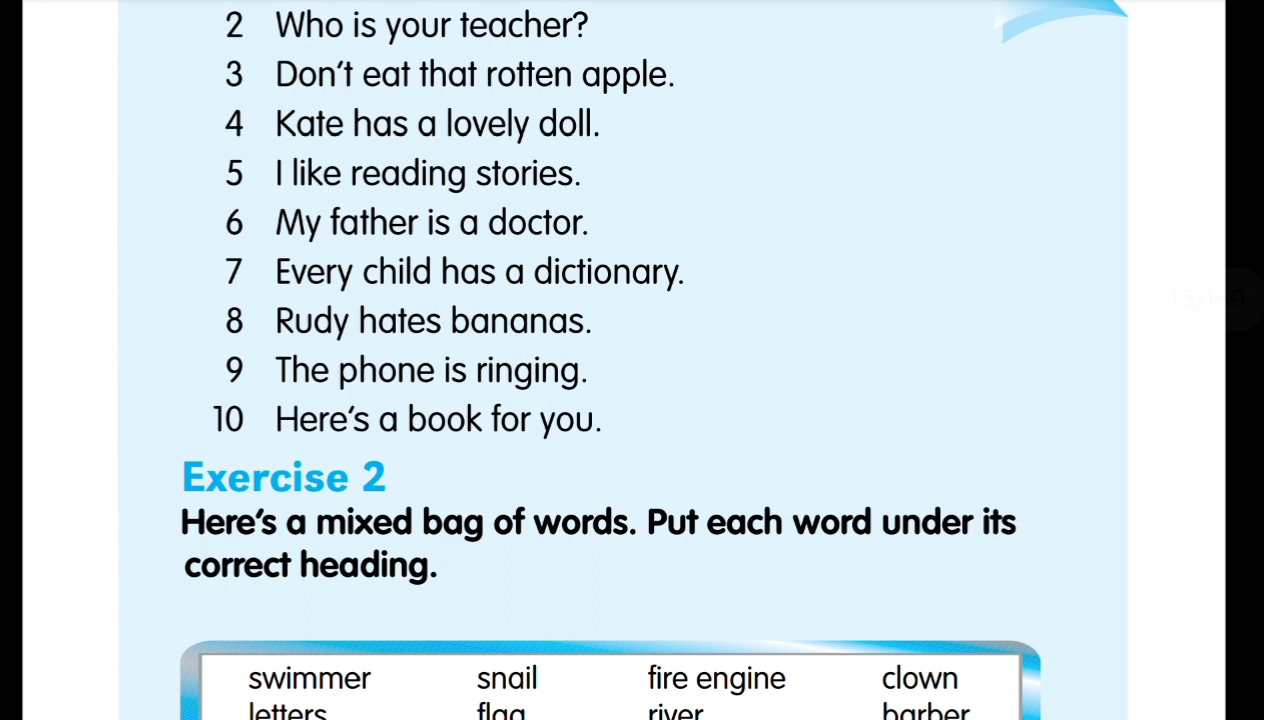 2 Who is your teacher?
3 Don't eat that rotten apple.
4 Kate has a lovely doll.
5 I like reading stories.
6 My father is a doctor.
7 Every child has a dictionary.
8 Rudy hates bananas.
9 The phone is ringing.
10 Here's a book for you.
Exercise 2
Here's a mixed bag of words. Put each word under its
correct heading.
swimmer snail fire engine clown
letters flag river barber